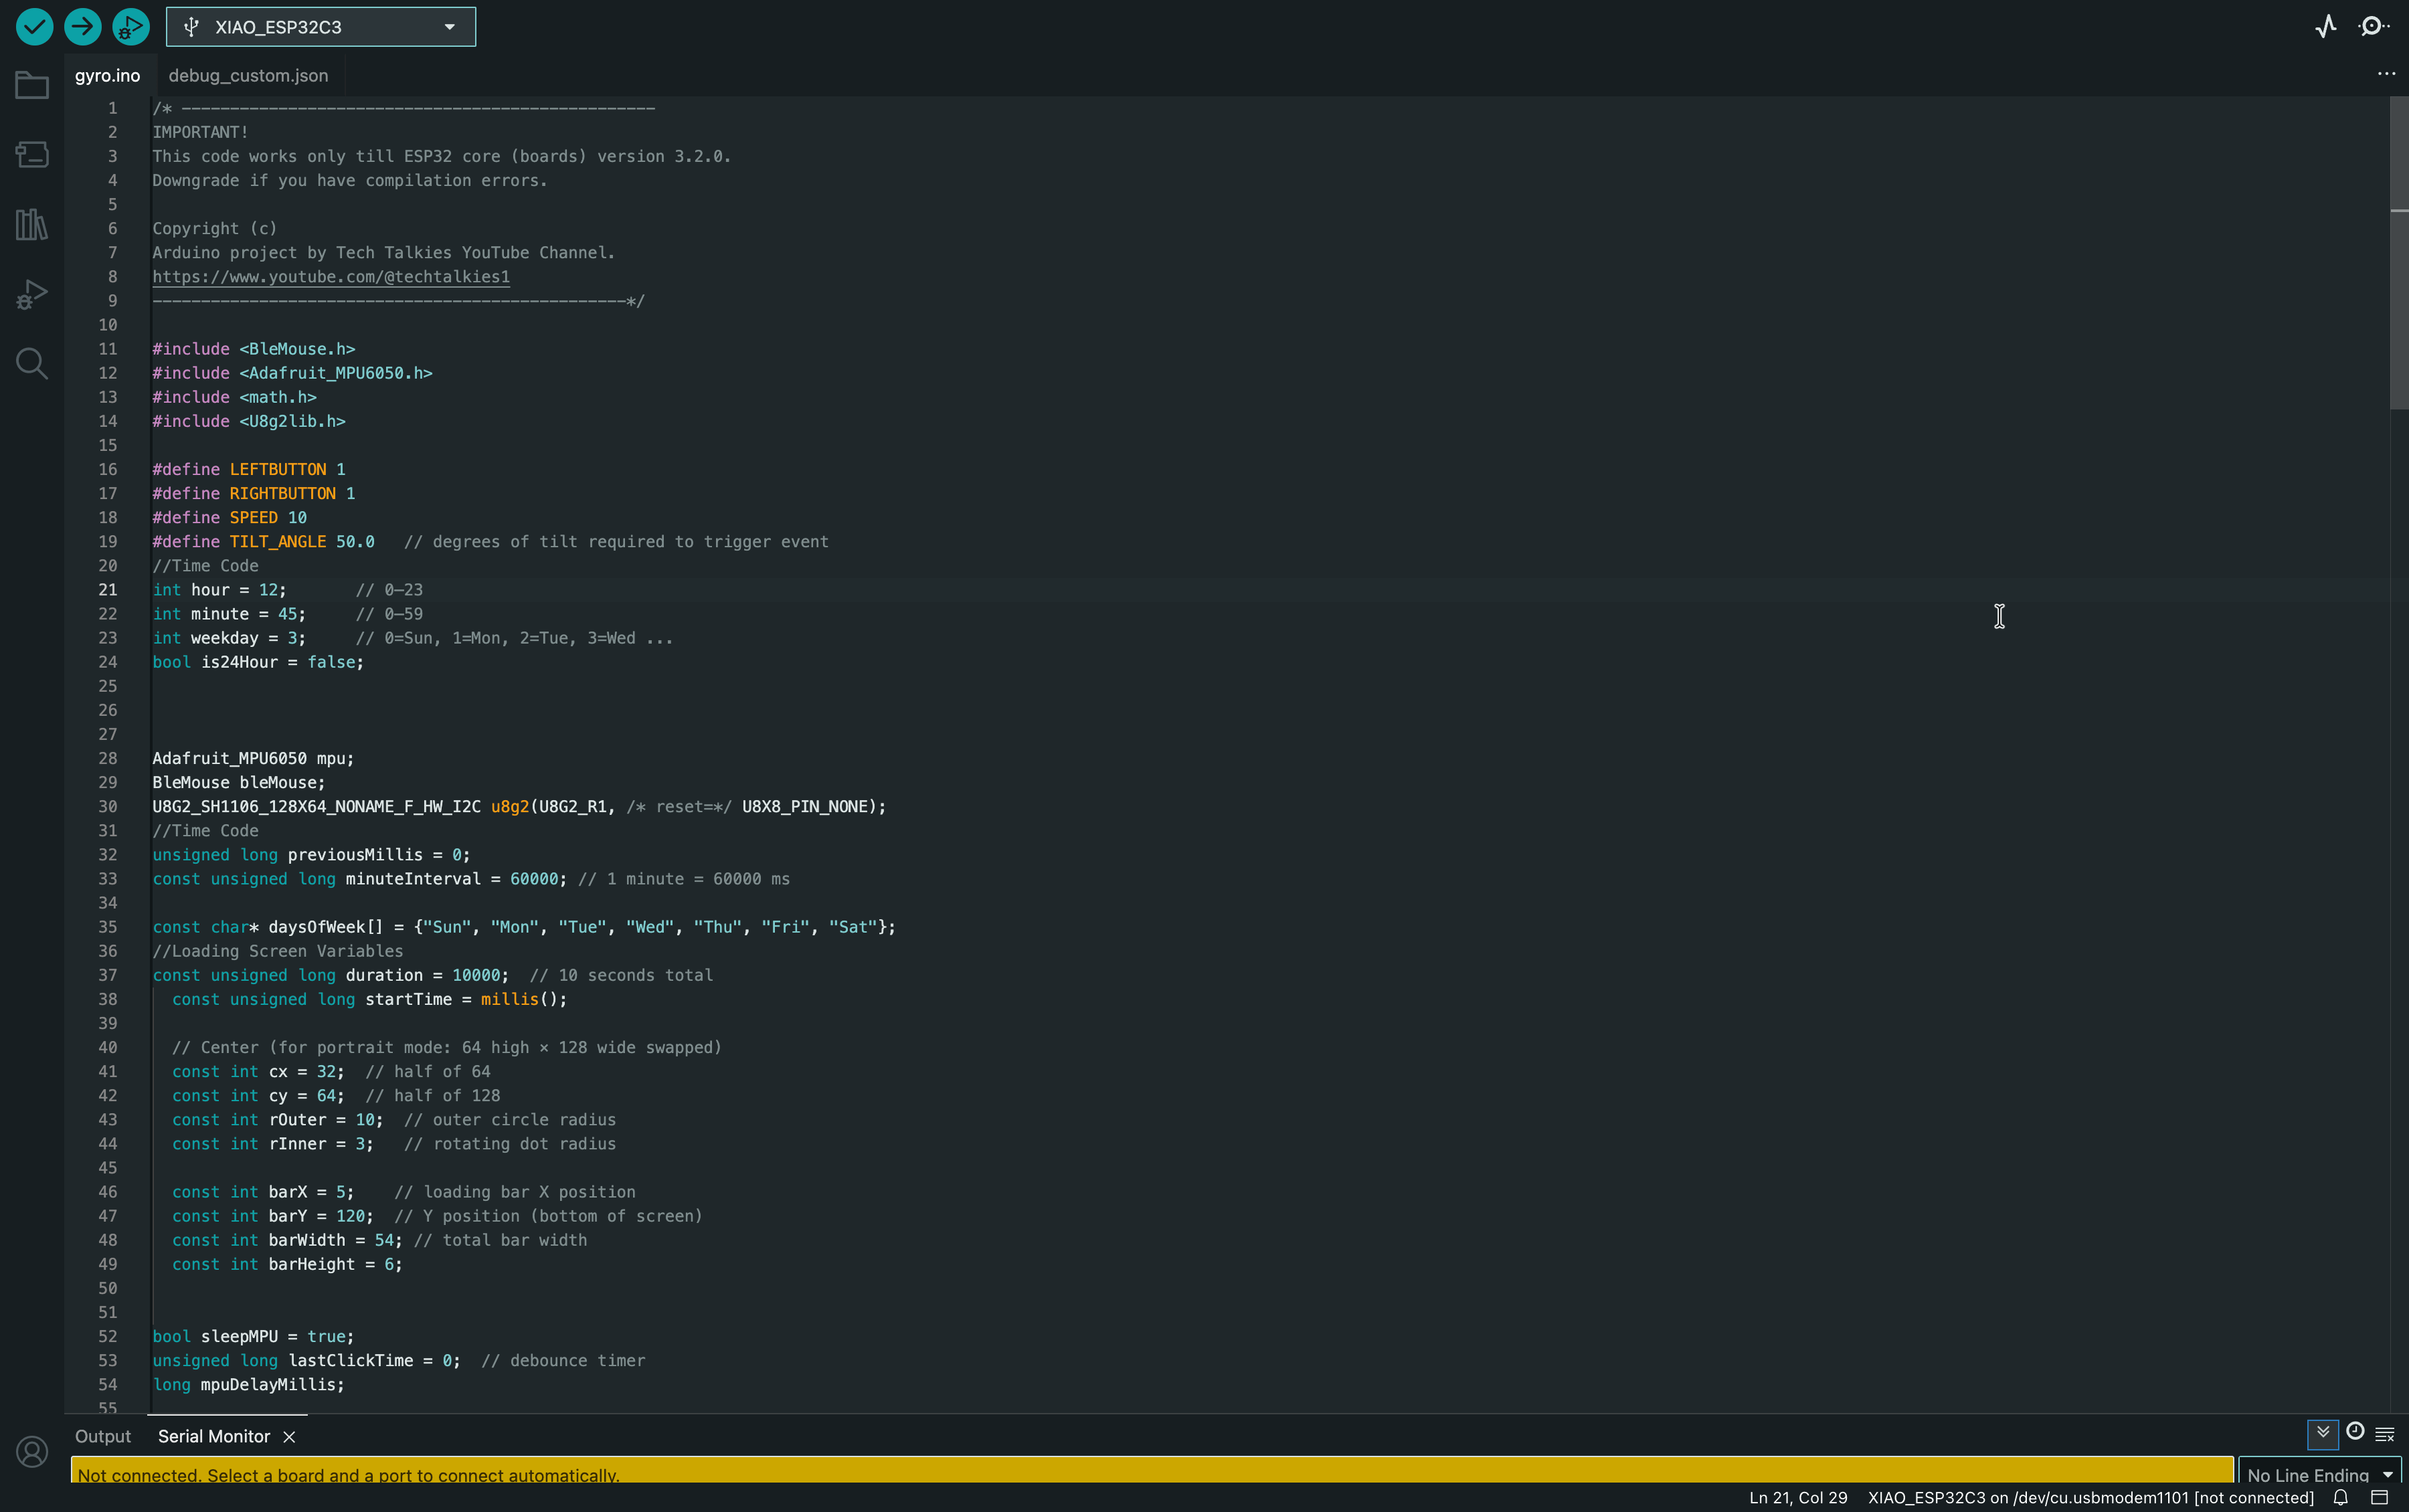 XIAO_ESP32C3
gyro.ino
debug_custom.json
1 /* -------------------------------------------------
2 IMPORTANT!
3 This code works only till ESP32 core (boards) version 3.2.0.
4 Downgrade if you have compilation errors.
5
6 Copyright (c)
7 Arduino project by Tech Talkies YouTube Channel.
8 https://www.youtube.com/@techtalkies1
9 -------------------------------------------------*/
10
11 #include <BleMouse.h>
12 #include <Adafruit_MPU6050.h>
13 #include <math.h>
14 #include <U8g2lib.h>
15
16 #define LEFTBUTTON 1
17 #define RIGHTBUTTON 1
18 #define SPEED 10
19 #define TILT_ANGLE 50.0   // degrees of tilt required to trigger event
20 //Time Code
21 int hour = 12;       // 0–23
22 int minute = 45;     // 0–59
23 int weekday = 3;     // 0=Sun, 1=Mon, 2=Tue, 3=Wed ...
24 bool is24Hour = false;
25
26
27
28 Adafruit_MPU6050 mpu;
29 BleMouse bleMouse;
30 U8G2_SH1106_128X64_NONAME_F_HW_I2C u8g2(U8G2_R1, /* reset=*/ U8X8_PIN_NONE);
31 //Time Code
32 unsigned long previousMillis = 0;
33 const unsigned long minuteInterval = 60000; // 1 minute = 60000 ms
34
35 const char* daysOfWeek[] = {"Sun", "Mon", "Tue", "Wed", "Thu", "Fri", "Sat"};
36 //Loading Screen Variables
37 const unsigned long duration = 10000;  // 10 seconds total
38   const unsigned long startTime = millis();
39
40   // Center (for portrait mode: 64 high × 128 wide swapped)
41   const int cx = 32;  // half of 64
42   const int cy = 64;  // half of 128
43   const int rOuter = 10;  // outer circle radius
44   const int rInner = 3;   // rotating dot radius
45
46   const int barX = 5;    // loading bar X position
47   const int barY = 120;  // Y position (bottom of screen)
48   const int barWidth = 54; // total bar width
49   const int barHeight = 6;
50
51
52 bool sleepMPU = true;
53 unsigned long lastClickTime = 0;  // debounce timer
54 long mpuDelayMillis;
55
Output
Serial Monitor
Not connected. Select a board and a port to connect automatically.
No Line Ending
Ln 21, Col 29
XIAO_ESP32C3 on /dev/cu.usbmodem1101 [not connected]